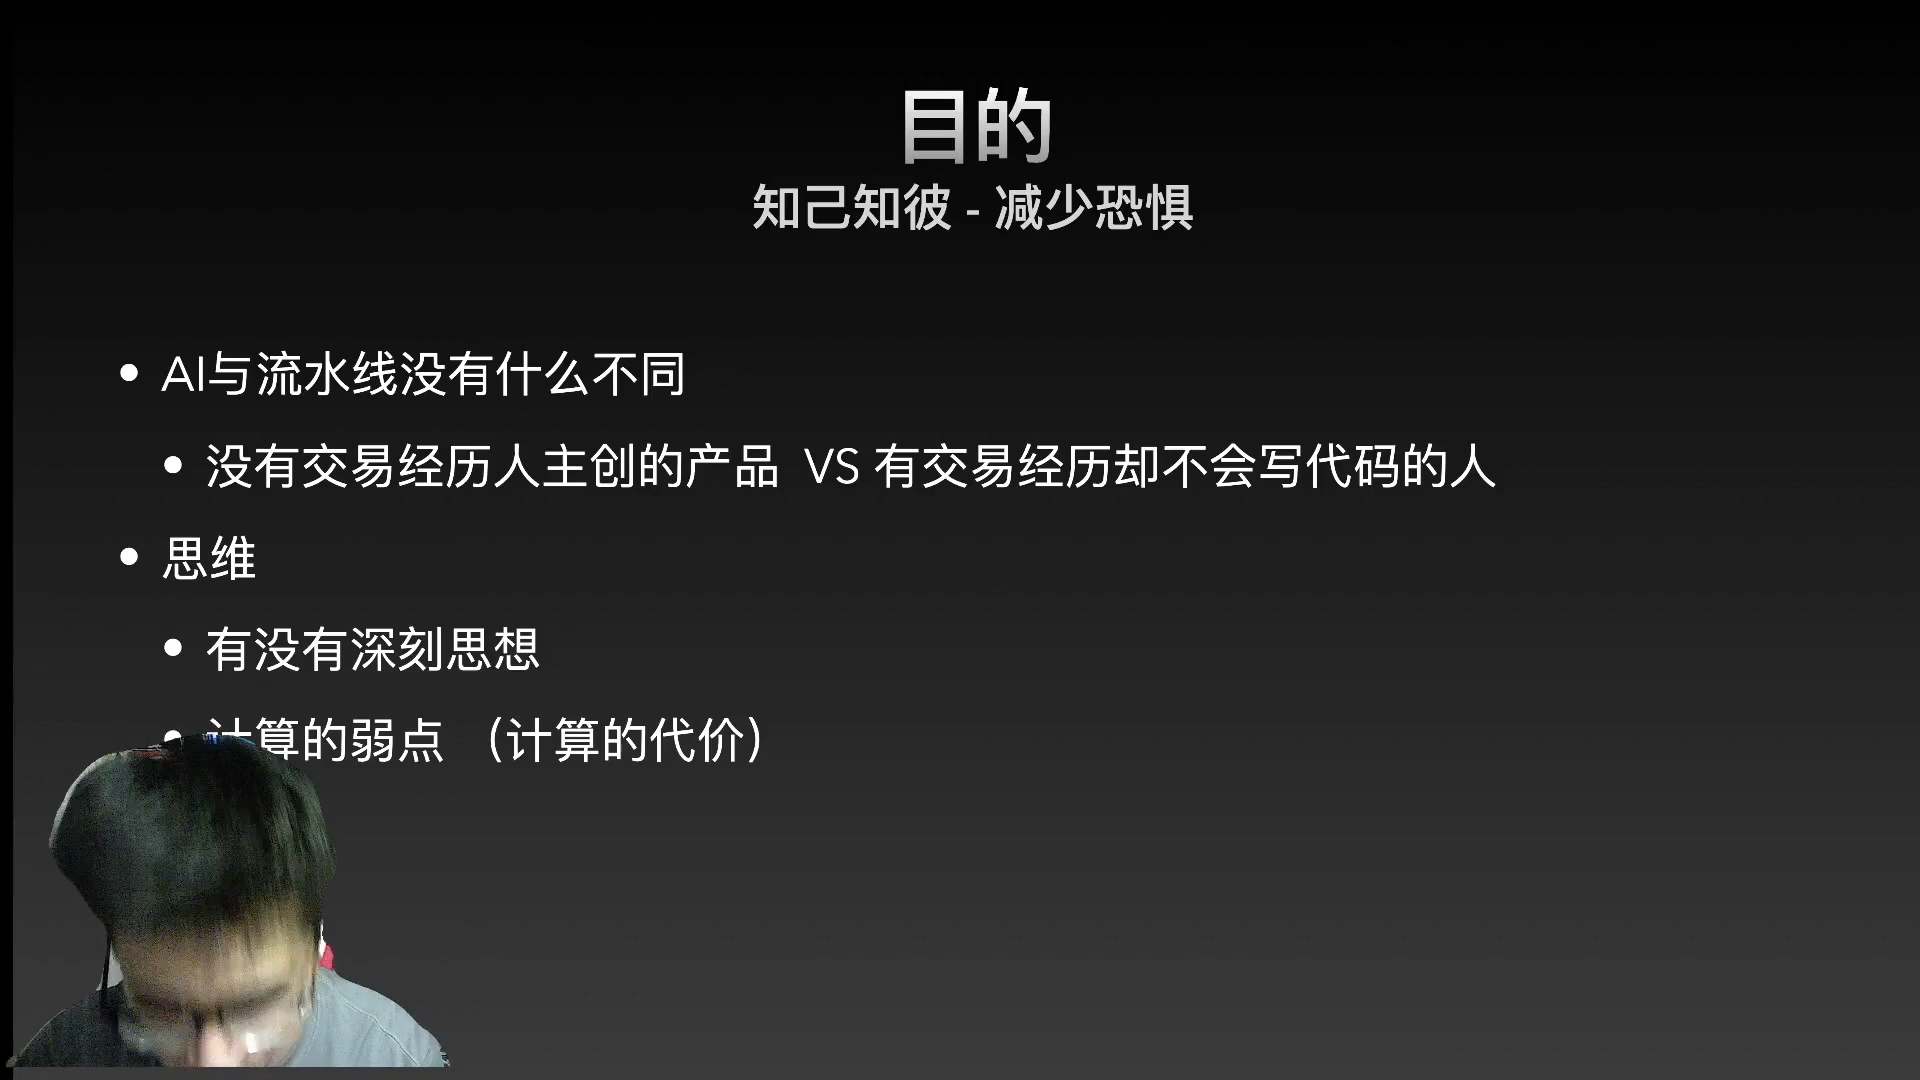 目的
知己知彼 - 减少恐惧
AI与流水线没有什么不同
没有交易经历人主创的产品 VS 有交易经历却不会写代码的人
思维
有没有深刻思想
计算的弱点 （计算的代价）